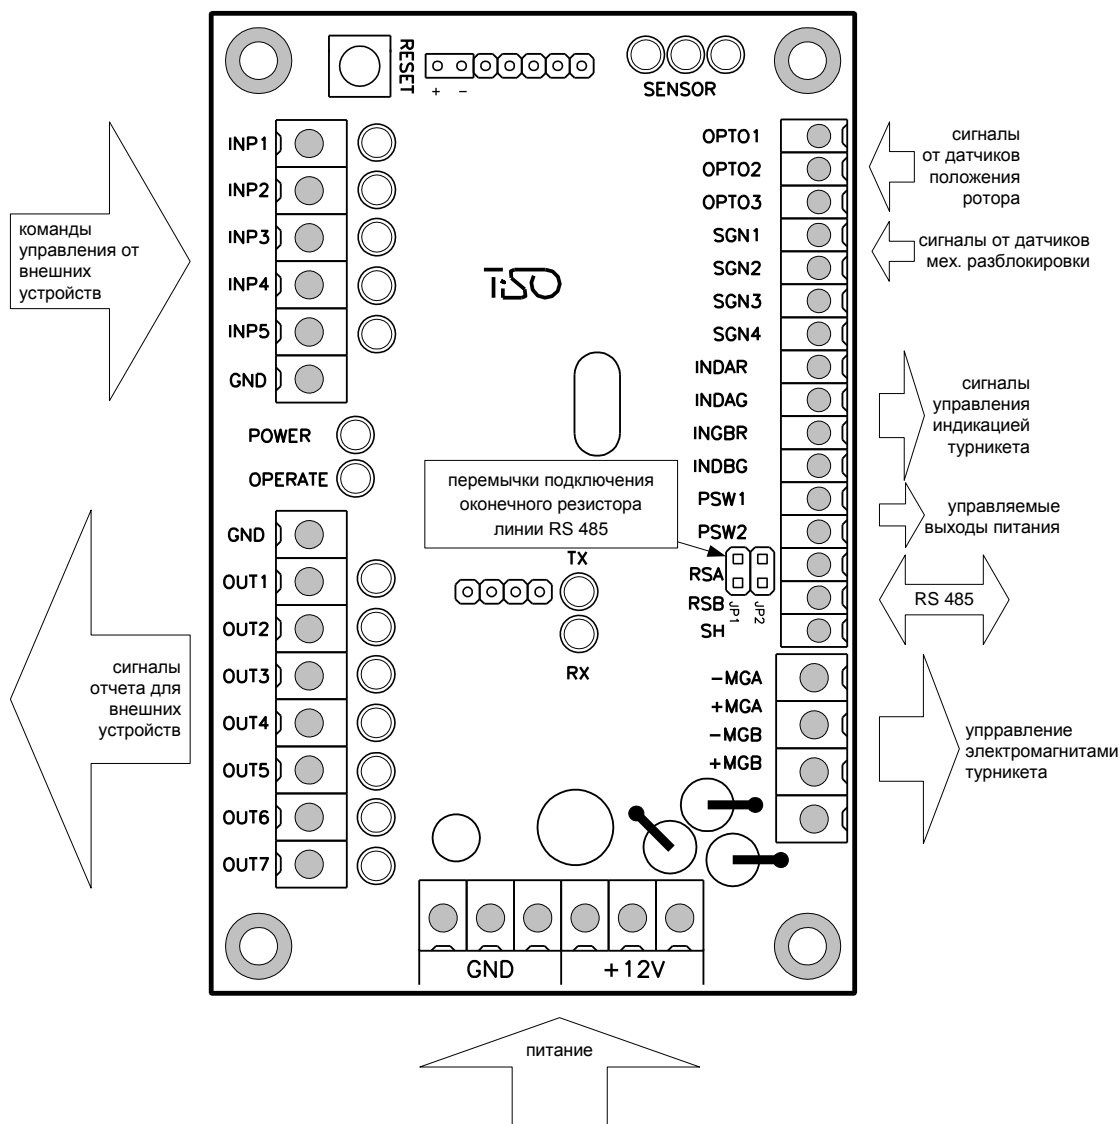 RESET
+ -
SENSOR
INP1
INP2
INP3
INP4
INP5
GND
команды
управления от
внешних
устройств
POWER
OPERATE
GND
OUT1
OUT2
OUT3
OUT4
OUT5
OUT6
OUT7
сигналы
отчета для
внешних
устройств
TiSO
перемычки подключения
оконечного резистора
линии RS 485
TX
RX
JP1
JP2
OPTO1
OPTO2
OPTO3
SGN1
SGN2
SGN3
SGN4
INDAR
INDAG
INGBR
INDBG
PSW1
PSW2
RSA
RSB
SH
-MGA
+MGA
-MGB
+MGB
сигналы
от датчиков
положения
ротора
сигналы от датчиков
мех. разблокировки
сигналы
управления
индикацией
турникета
управляемые
выходы питания
RS 485
упрравление
электромагнитами
турникета
GND
+12V
питание